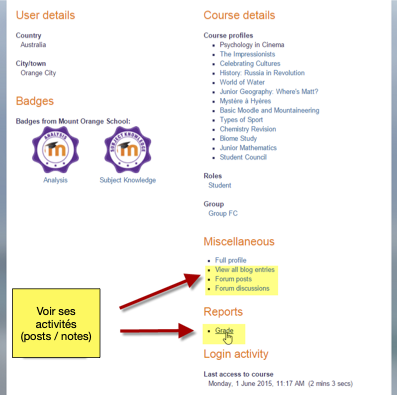 User details
Country
Australia
City/town
Orange City
Badges
Badges from Mount Orange School:
ANALYSIS
m
Analysis
SUBJECT KNOWLEDGE
m
Subject Knowledge
Course details
Course profiles
Psychology in Cinema
The Impressionists
Celebrating Cultures
History: Russia in Revolution
World of Water
Junior Geography: Where's Matt?
Mystère à Hyères
Basic Moodle and Mountaineering
Types of Sport
Chemistry Revision
Biome Study
Junior Mathematics
Student Council
Roles
Student
Group
Group FC
Miscellaneous
Full profile
View all blog entries
Forum posts
Forum discussions
Reports
Grade
Login activity
Last access to course
Monday, 1 June 2015, 11:17 AM (2 mins 3 secs)
Voir ses
activités
(posts / notes)